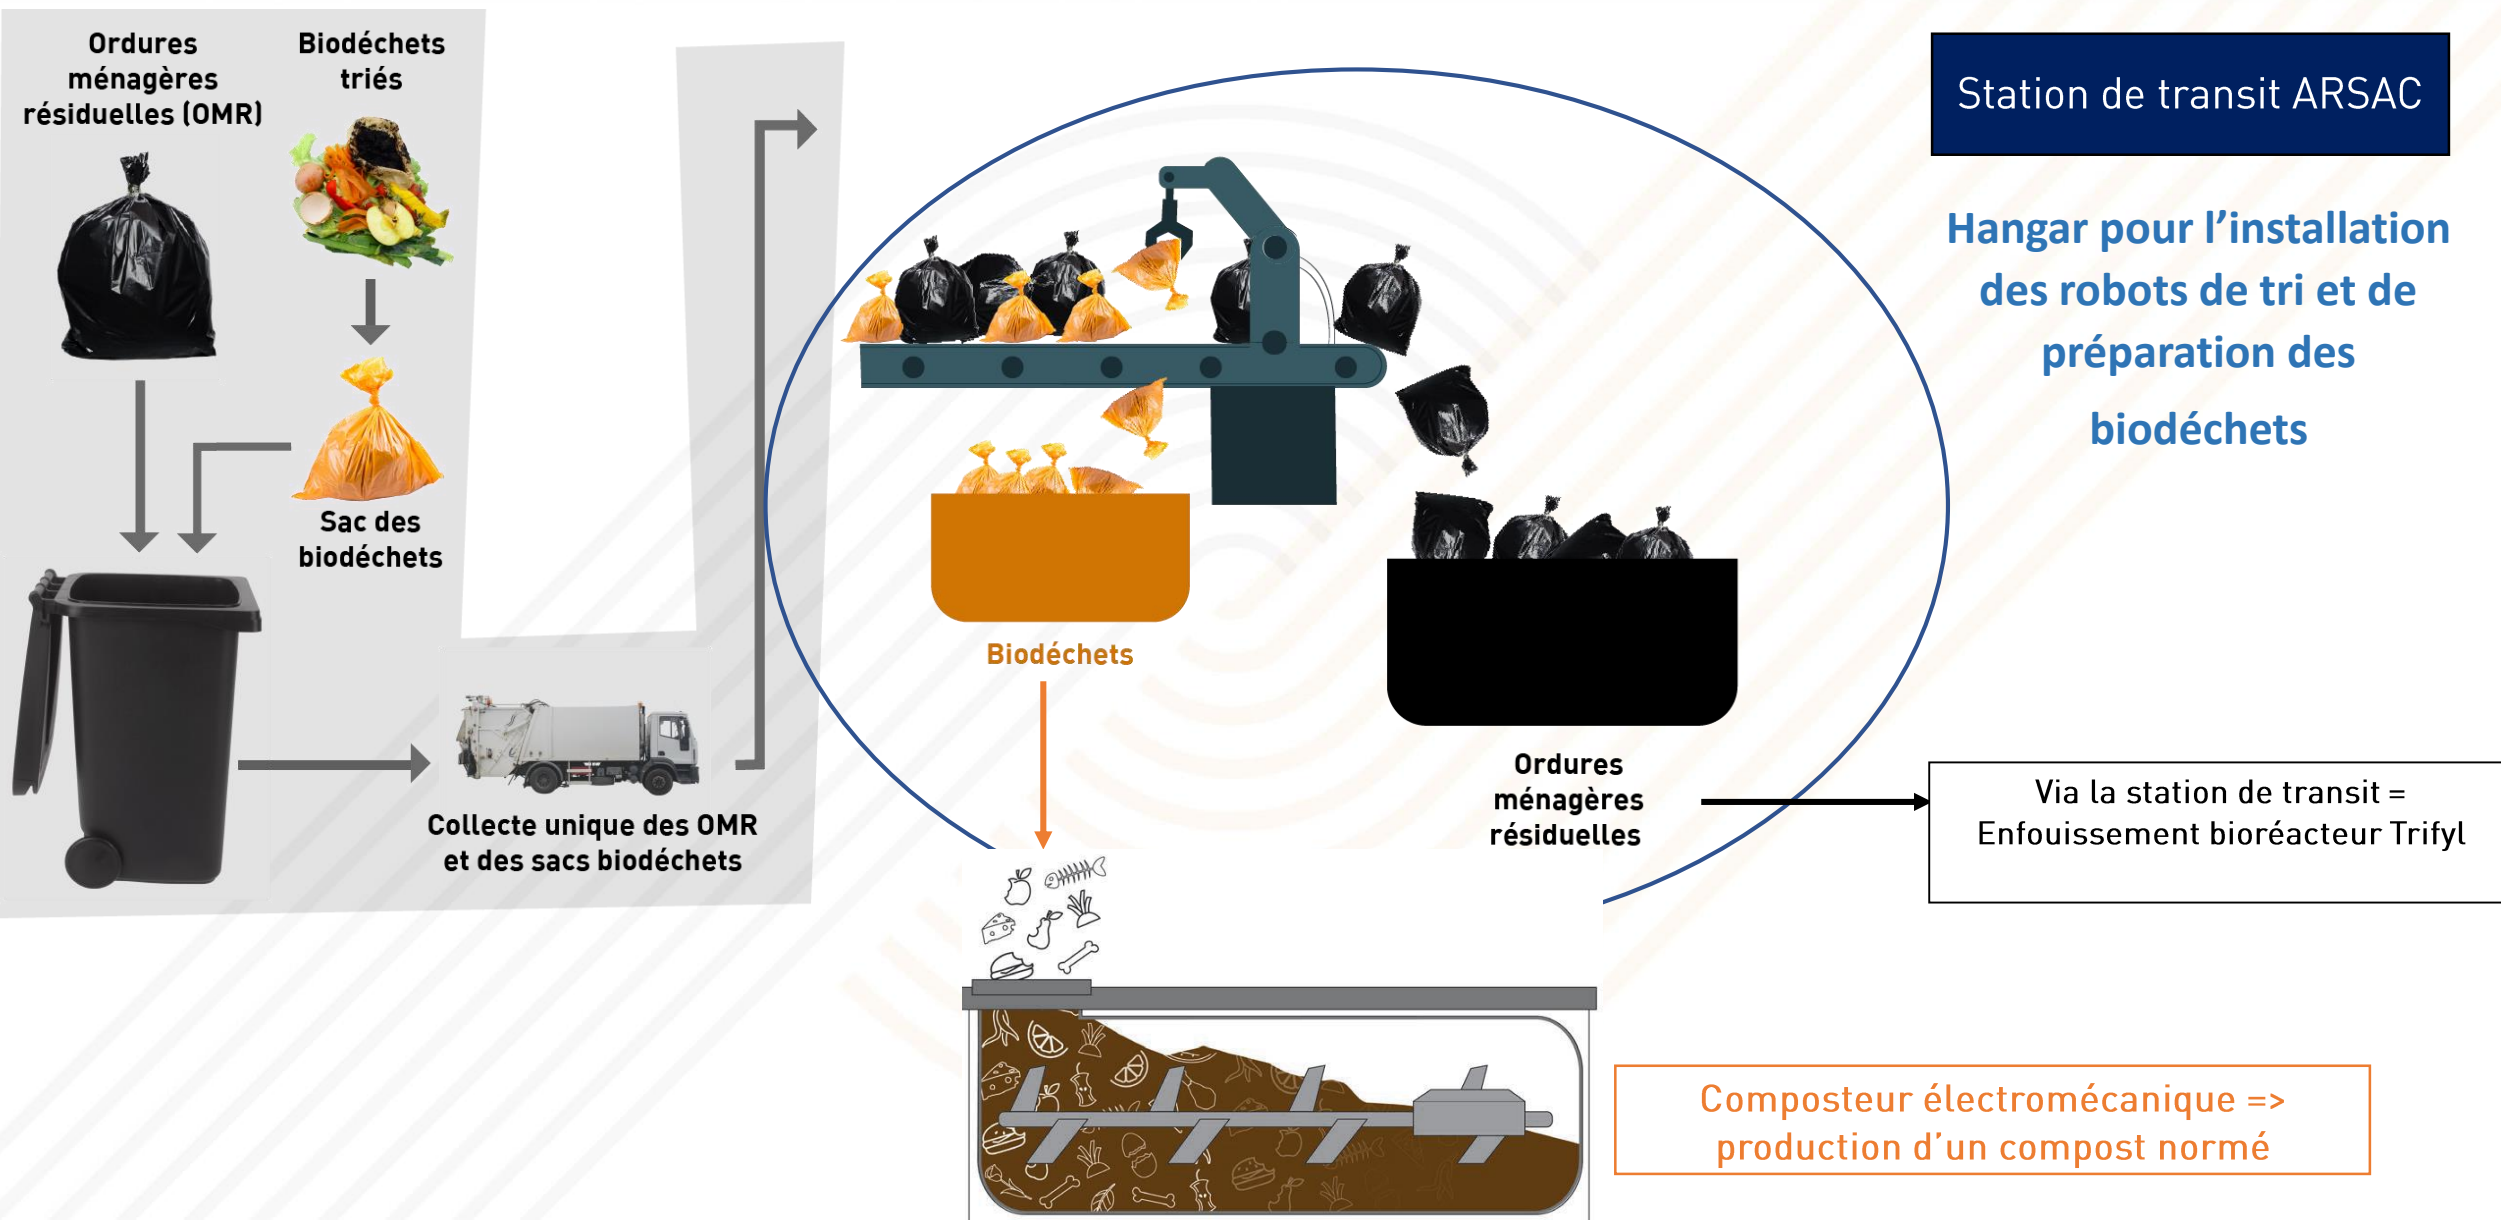 Ordures
ménagères
résiduelles (OMR)
Biodéchets
triés
Sac des
biodéchets
Collecte unique des OMR
et des sacs biodéchets
Station de transit ARSAC
Hangar pour l’installation
des robots de tri et de
préparation des
biodéchets
Biodéchets
Ordures
ménagères
résiduelles
Via la station de transit =
Enfouissement bioréacteur Trifyl
Composteur électromécanique =>
production d’un compost normé